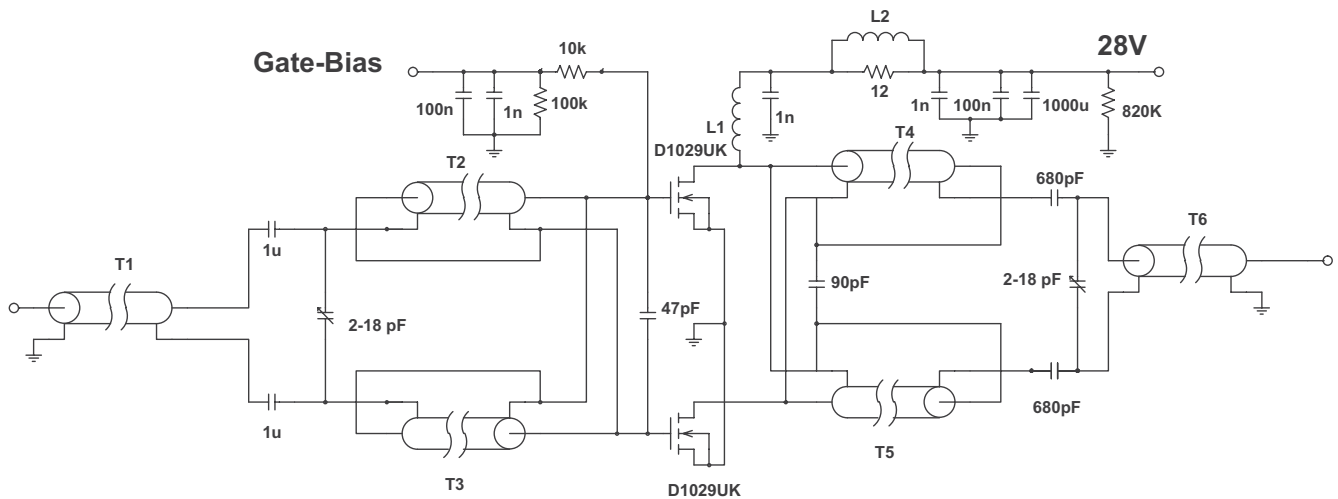 L2
10k
28V
Gate-Bias
12
100n
1n
100k
1n
100n
1000u
820K
L1
1n
D1029UK
T4
T2
680pF
1u
T6
T1
90pF
2-18 pF
47pF
2-18 pF
1u
680pF
T5
T3
D1029UK